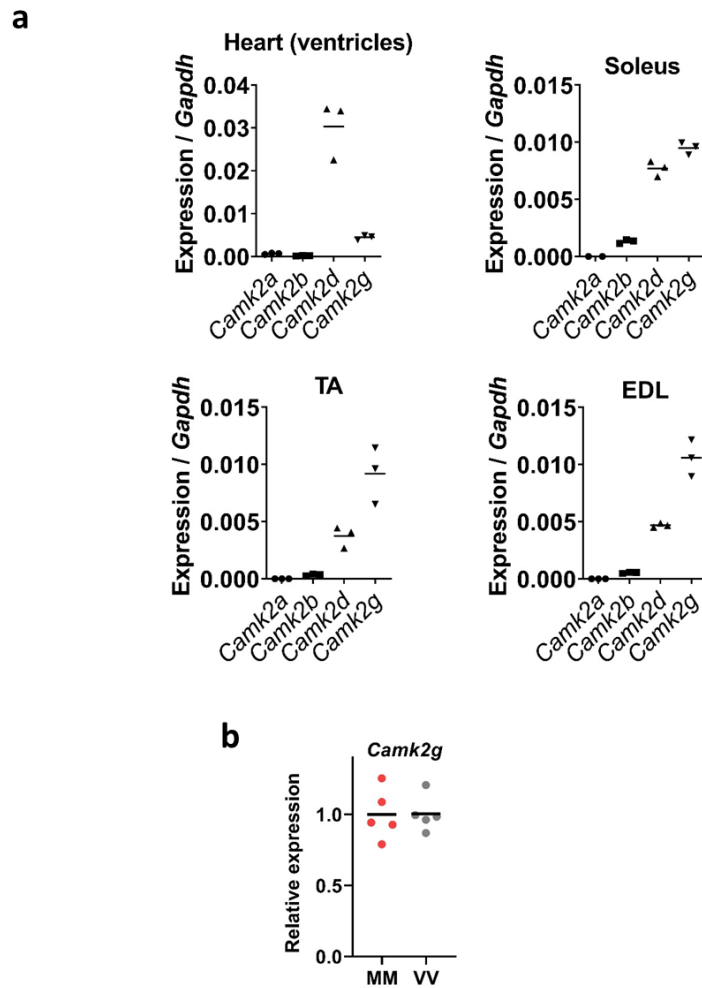 a
Heart (ventricles)
Expression / Gapdh
0.04
0.03
0.02
0.01
0.00
Camk2a
Camk2b
Camk2d
Camk2g
Soleus
Expression / Gapdh
0.015
0.010
0.005
0.000
Camk2a
Camk2b
Camk2d
Camk2g
TA
Expression / Gapdh
0.015
0.010
0.005
0.000
Camk2a
Camk2b
Camk2d
Camk2g
EDL
Expression / Gapdh
0.015
0.010
0.005
0.000
Camk2a
Camk2b
Camk2d
Camk2g
b
Camk2g
Relative expression
1.0
0.5
0.0
MM
VV